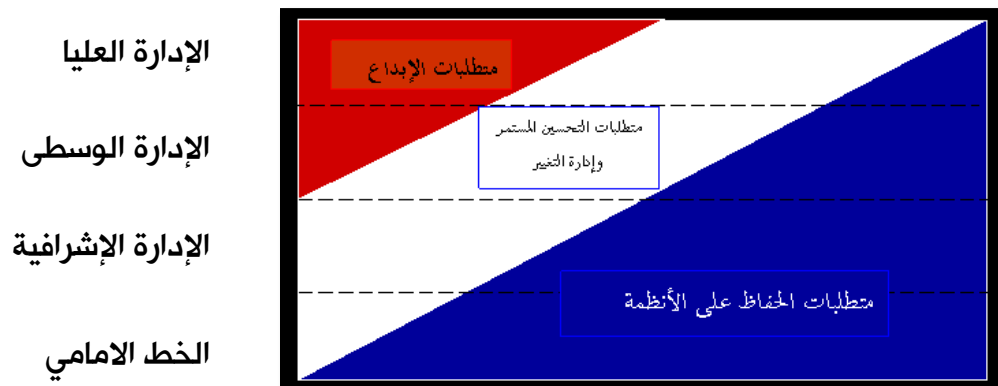 الإدارة العليا
متطلبات الإبداع
الإدارة الوسطى
متطلبات التحسين المستمر
وإدارة التغيير
الإدارة الإشرافية
متطلبات الحفاظ على الأنظمة
الخط الامامي